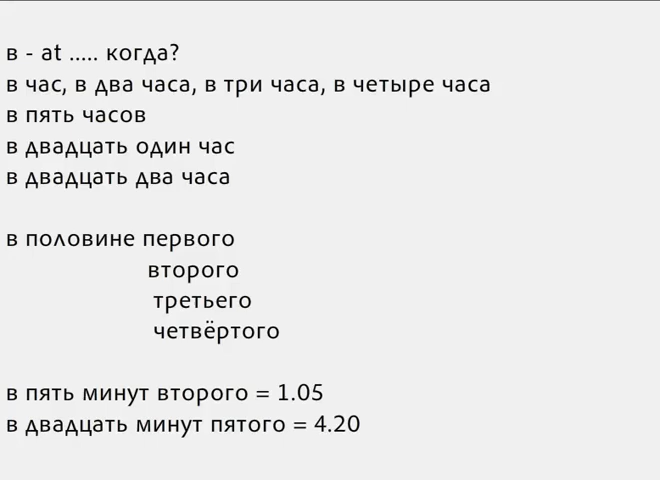 в - at ..... когда?
в час, в два часа, в три часа, в четыре часа
в пять часов
в двадцать один час
в двадцать два часа
в половине первого
второго
третьего
четвёртого
в пять минут второго = 1.05
в двадцать минут пятого = 4.20